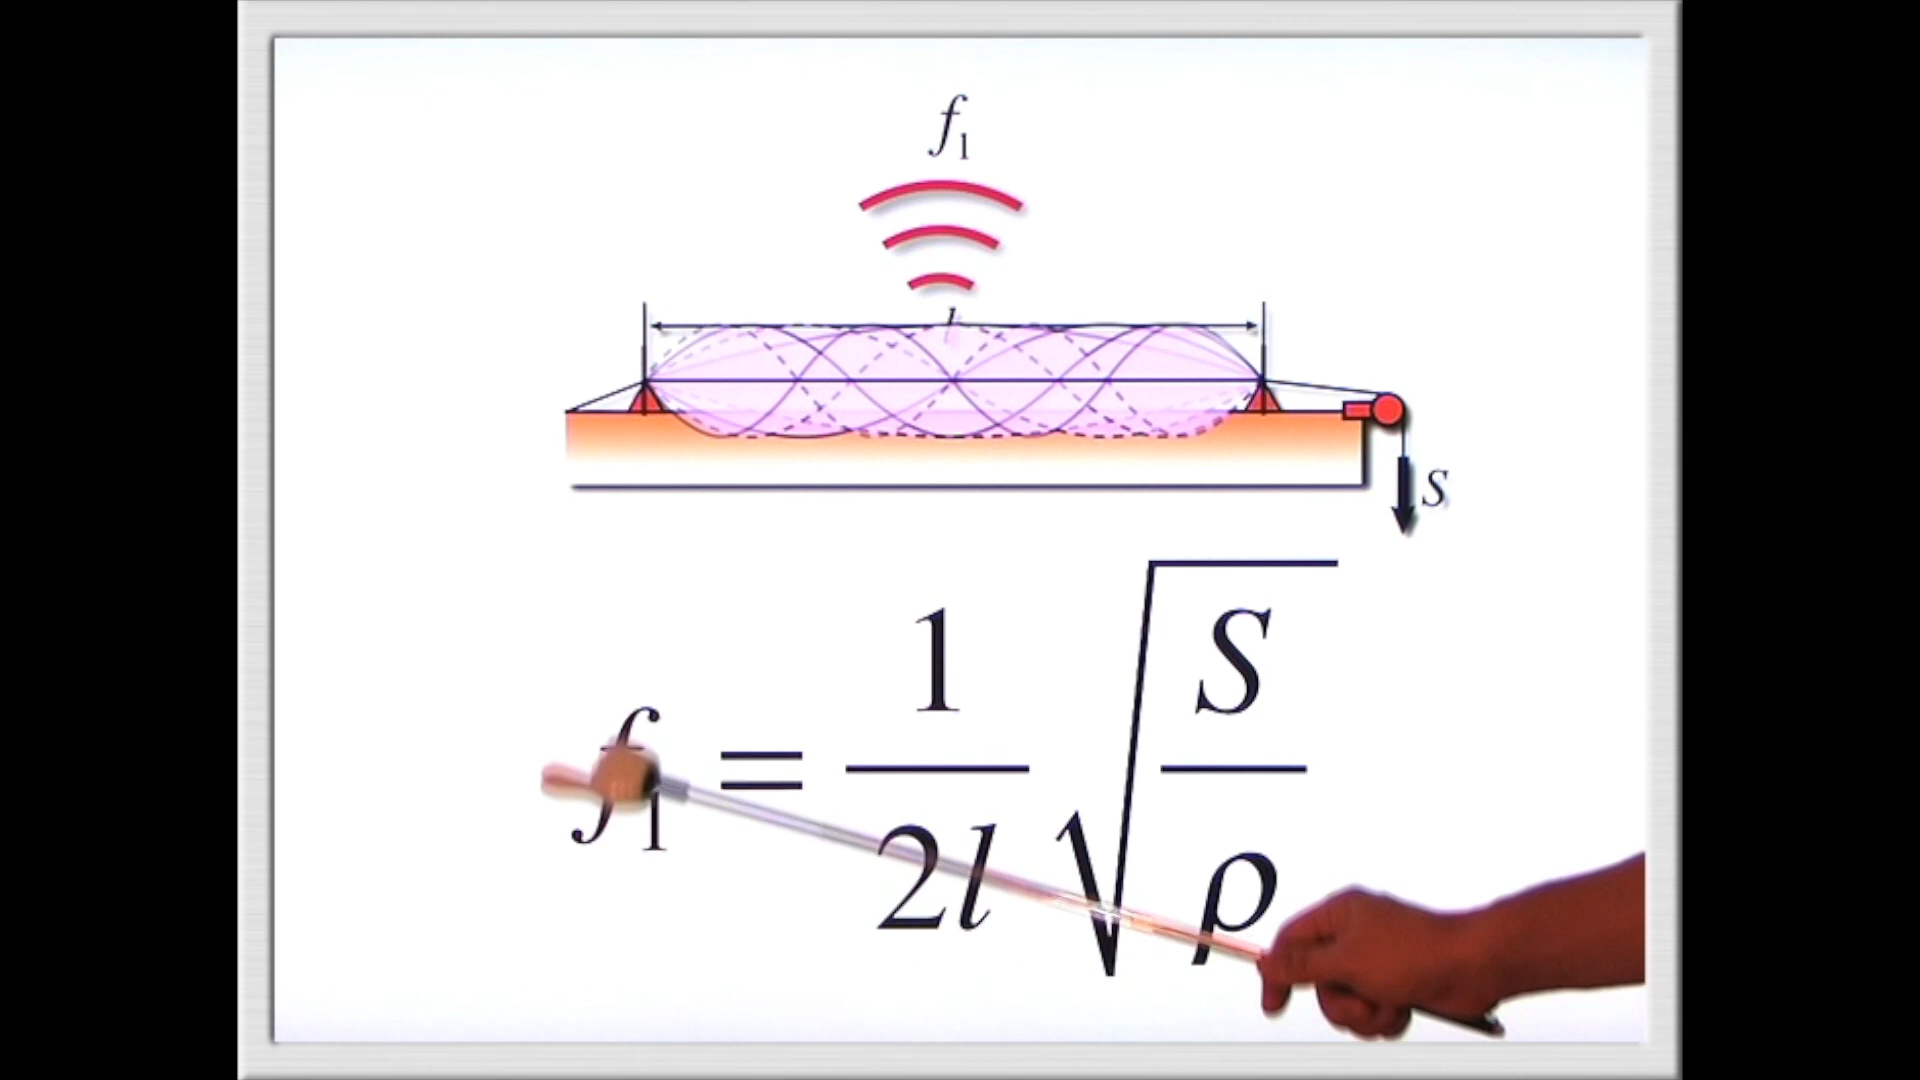 f₁
l
S
f₁ = 1/2l √S/ρ